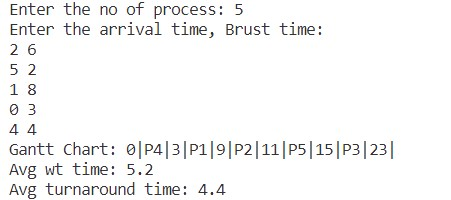 Enter the no of process: 5
Enter the arrival time, Brust time:
2 6
5 2
1 8
0 3
4 4
Gantt Chart: 0|P4|3|P1|9|P2|11|P5|15|P3|23|
Avg wt time: 5.2
Avg turnaround time: 4.4